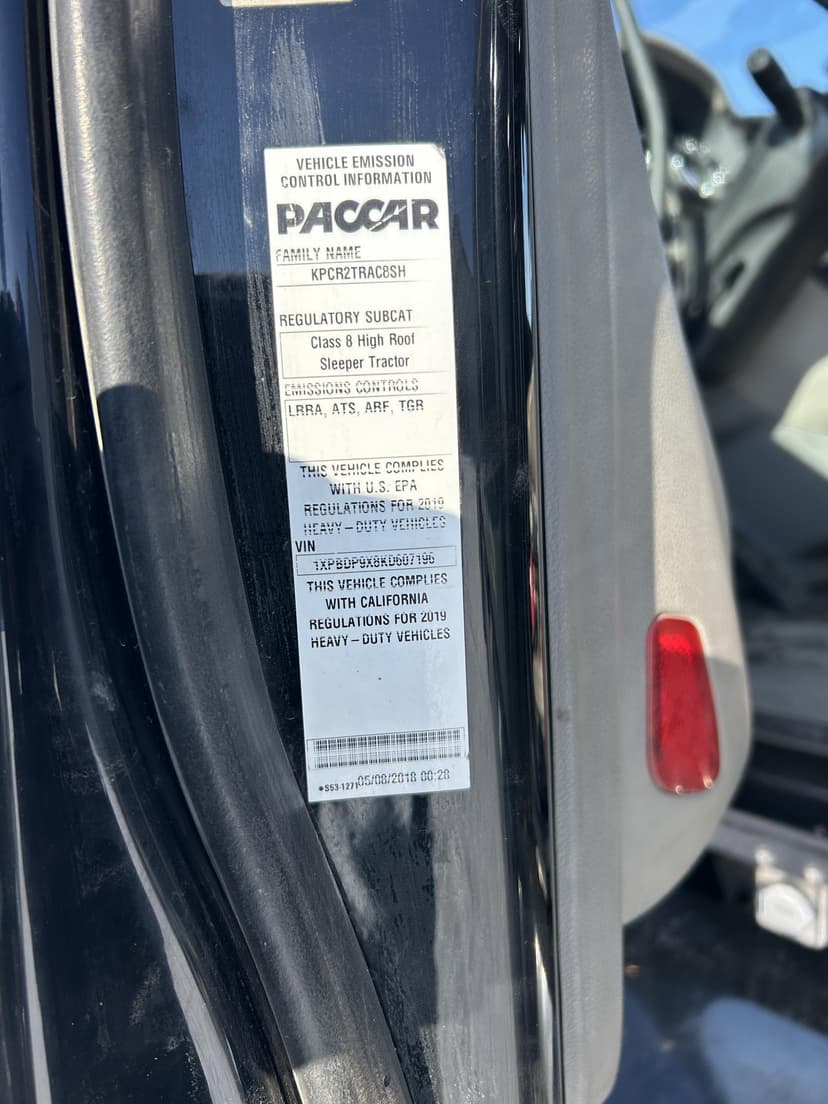 VEHICLE EMISSION
CONTROL INFORMATION
PACCAR
FAMILY NAME
KPCR2TRAC8SH
REGULATORY SUBCAT
Class 8 High Roof
Sleeper Tractor
EMISSIONS CONTROLS
LRRA, ATS, ARF, TGR
THIS VEHICLE COMPLIES
WITH U.S. EPA
REGULATIONS FOR 2019
HEAVY-DUTY VEHICLES
VIN
1XPBDP9X8KD607196
THIS VEHICLE COMPLIES
WITH CALIFORNIA
REGULATIONS FOR 2019
HEAVY-DUTY VEHICLES
*S53-1271 05/08/2018 00:28